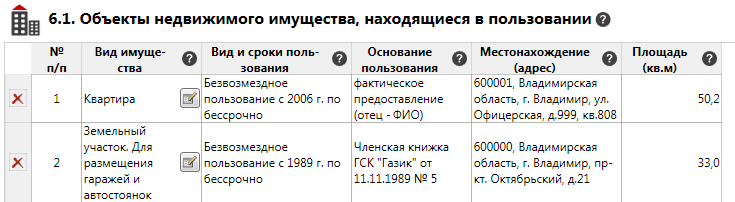 6.1. Объекты недвижимого имущества, находящиеся в пользовании ?
№ п/п
Вид имуще-
ства ?
Вид и сроки поль-
зования ?
Основание
пользования ?
Местонахождение
(адрес) ?
Площадь
(кв.м) ?
1
Квартира
Безвозмездное
пользование с 2006 г. по
бессрочно
фактическое
предоставление
(отец - ФИО)
600001, Владимирская
область, г. Владимир, ул.
Офицерская, д.999, кв.808
50,2
2
Земельный
участок. Для
размещения
гаражей и
автостоянок
Безвозмездное
пользование с 1989 г. по
бессрочно
Членская книжка
ГСК "Газик" от
11.11.1989 № 5
600000, Владимирская
область, г. Владимир, пр-
кт. Октябрьский, д.21
33,0